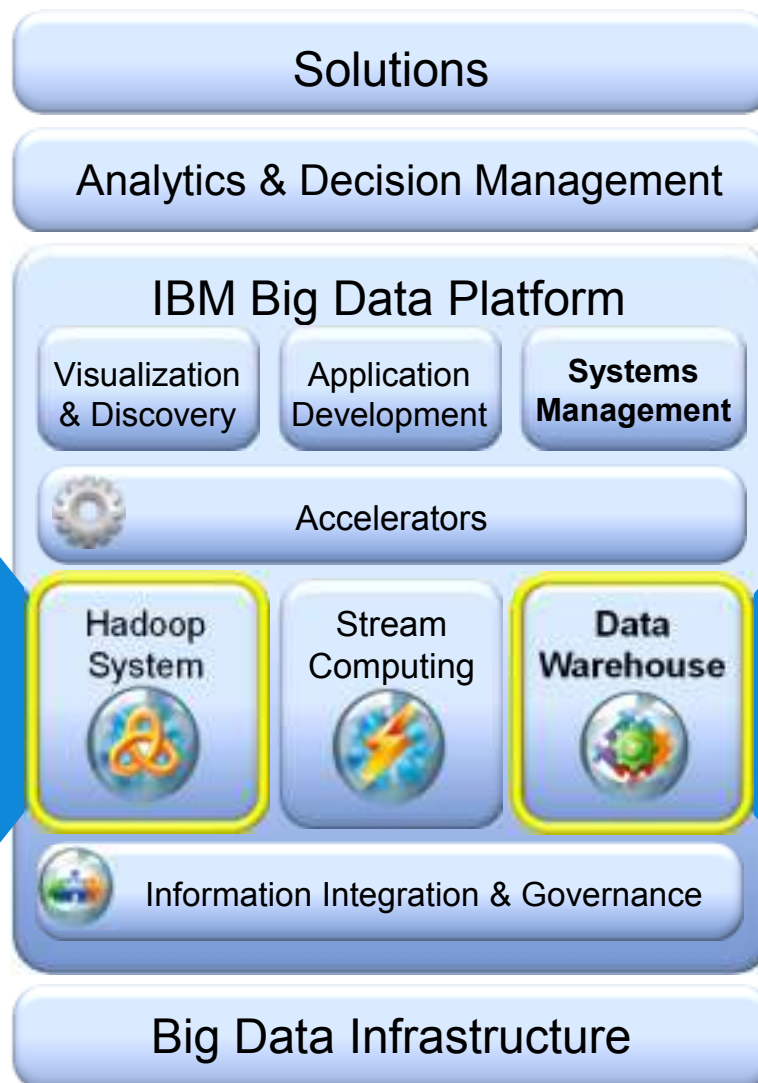 Solutions
Analytics & Decision Management
IBM Big Data Platform
Visualization
& Discovery
Application
Development
Systems
Management
Accelerators
Hadoop
System
Stream
Computing
Data
Warehouse
Information Integration & Governance
Big Data Infrastructure